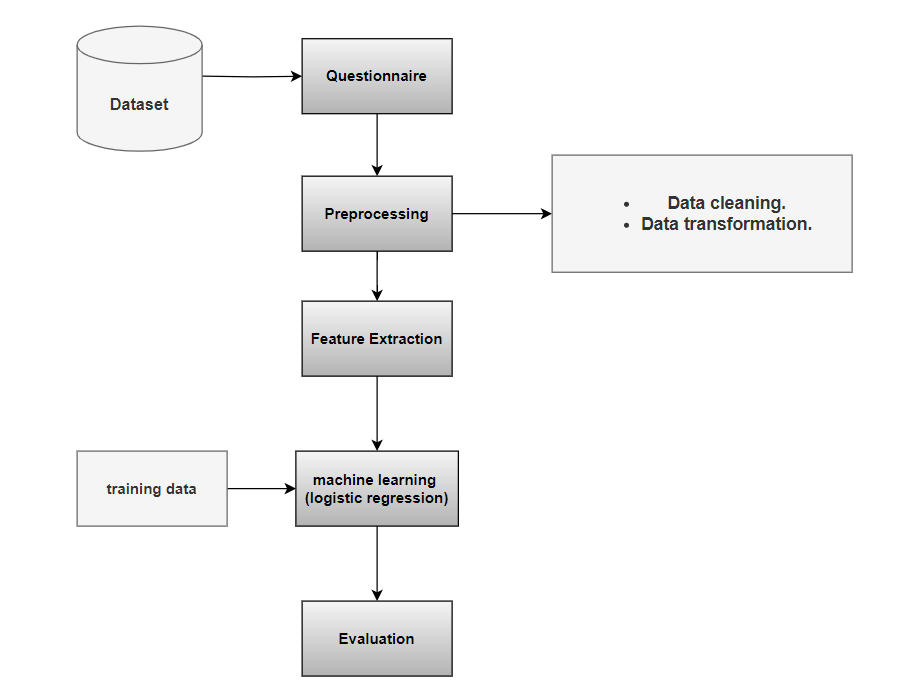 Dataset
Questionnaire
Preprocessing
• Data cleaning.
• Data transformation.
Feature Extraction
training data
machine learning
(logistic regression)
Evaluation